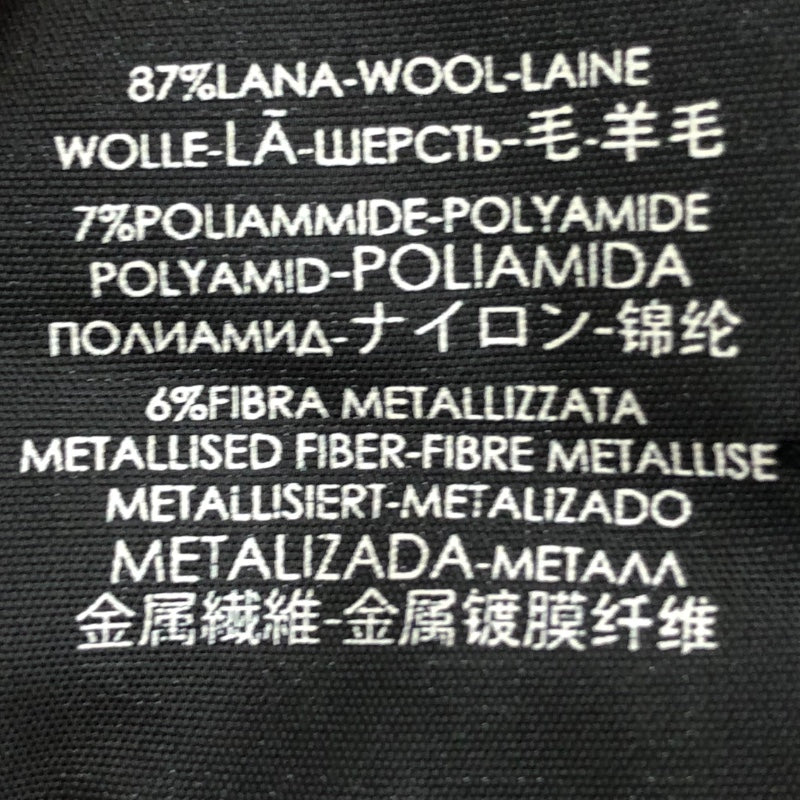 87%LANA-WOOL-LAINE
WOLLE-LÃ-ШЕРСТЬ-毛-羊毛
7%POLIAMMIDE-POLYAMIDE
POLYAMID-POLIAMIDA
ПОЛИАМИД-ナイロン-锦纶
6%FIBRA METALLIZZATA
METALLISED FIBER-FIBRE METALLISE
METALLISIERT-METALIZADO
METALIZADA-МЕТАЛЛ
金属繊維-金属镀膜纤维